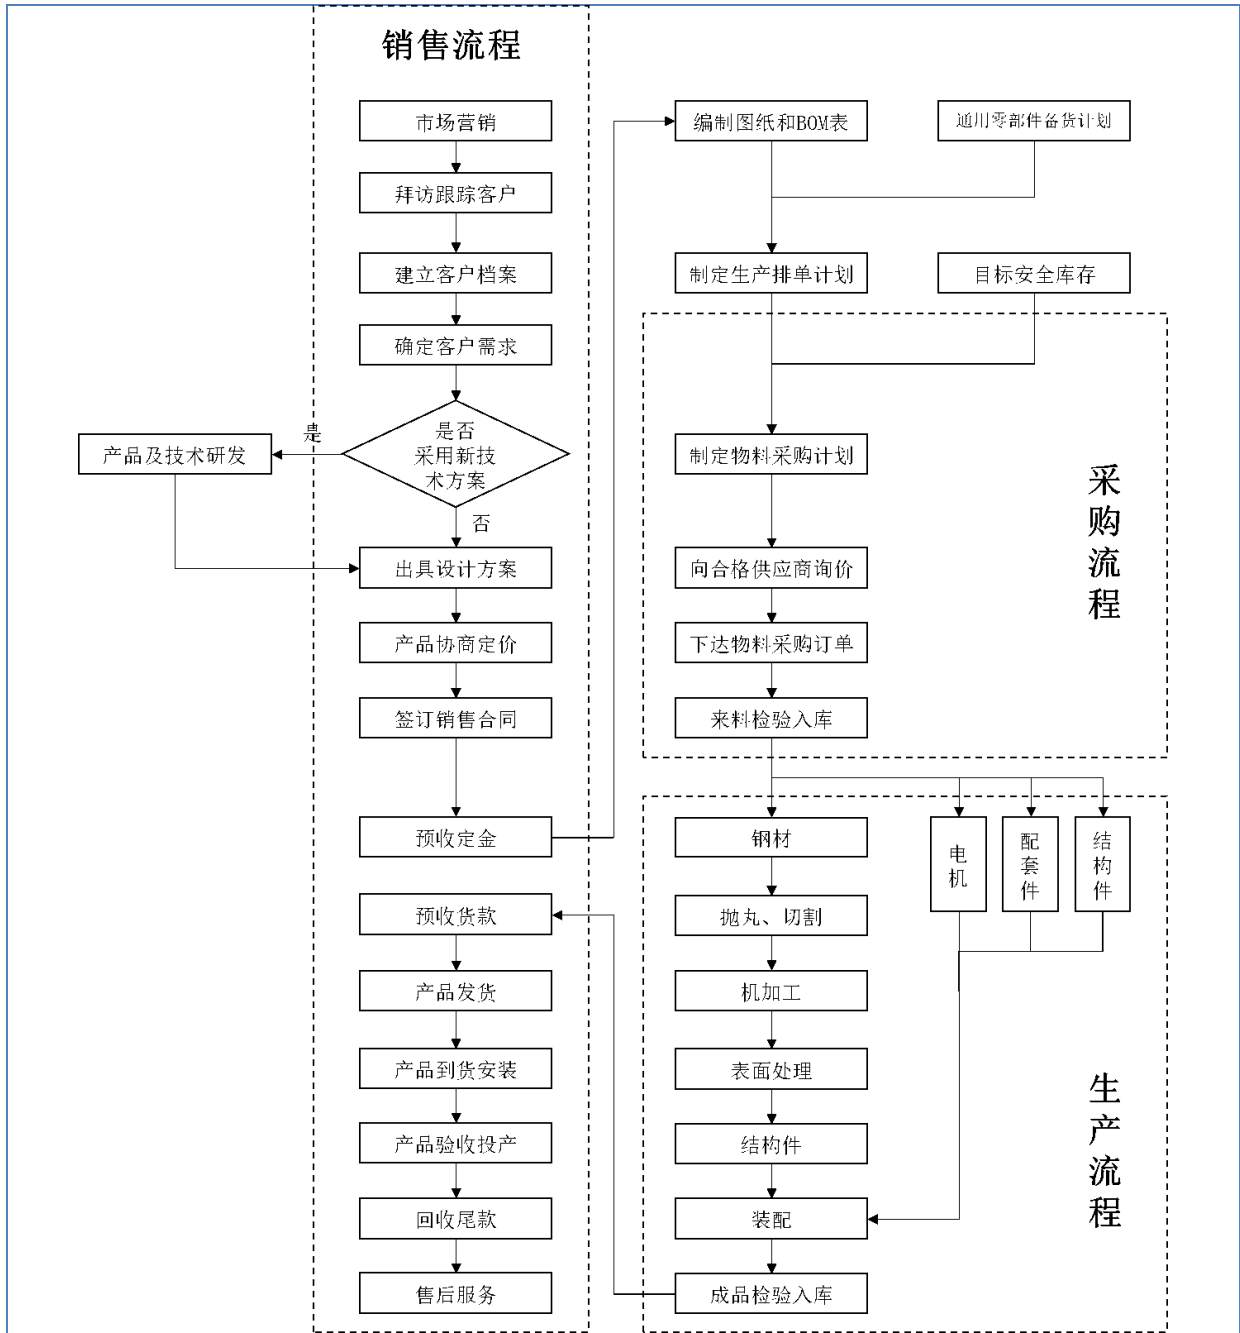 销售流程
市场营销
拜访跟踪客户
建立客户档案
确定客户需求
是否
采用新技
术方案
是
否
产品及技术研发
出具设计方案
产品协商定价
签订销售合同
预收定金
预收货款
产品发货
产品到货安装
产品验收投产
回收尾款
售后服务
编制图纸和BOM表
通用零部件备货计划
制定生产排单计划
目标安全库存
采购流程
制定物料采购计划
向合格供应商询价
下达物料采购订单
来料检验入库
生产流程
钢材
电机
配套件
结构件
抛丸、切割
机加工
表面处理
结构件
装配
成品检验入库